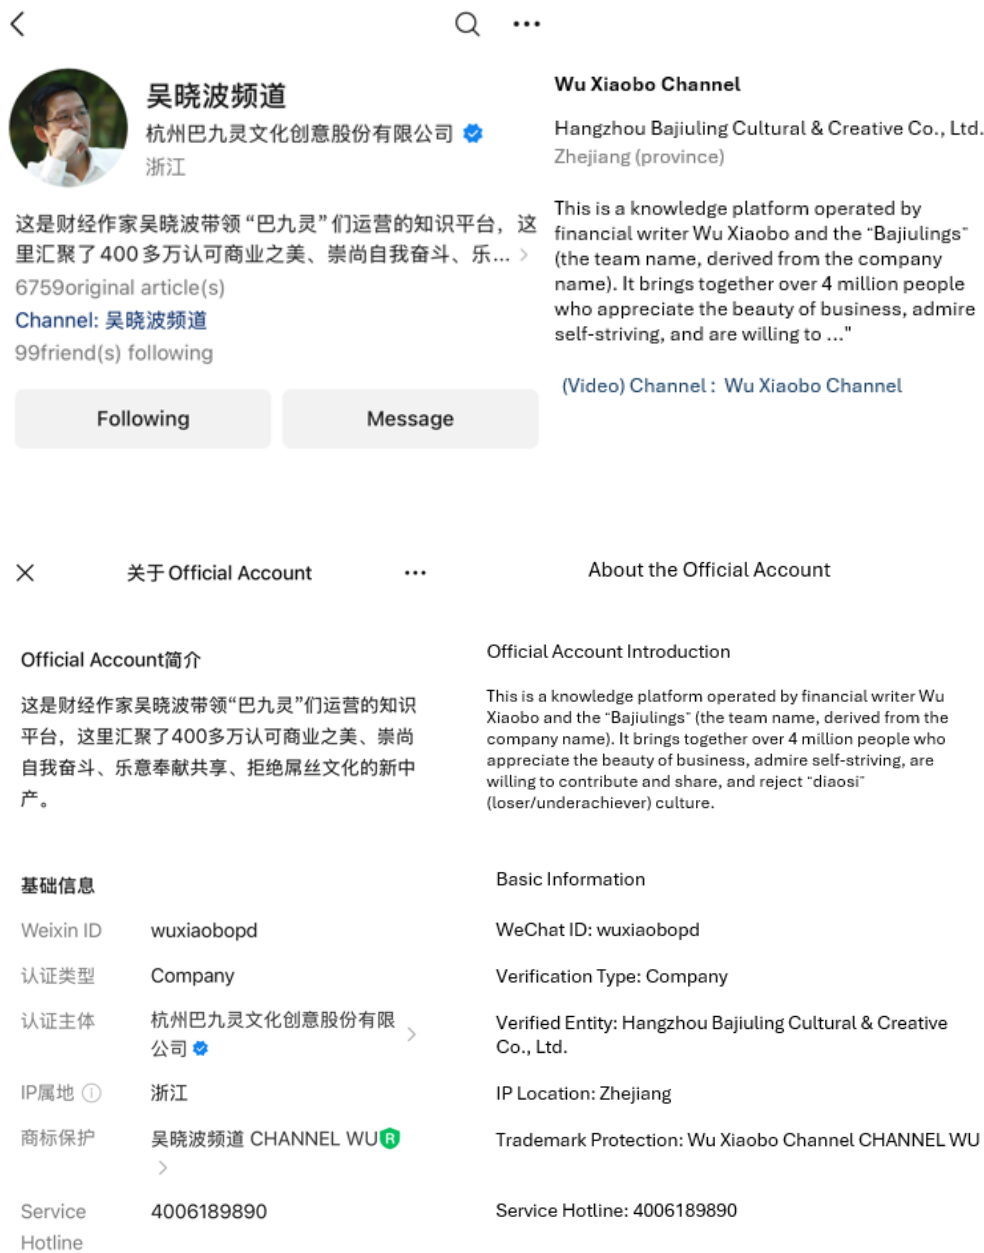 吴晓波频道
杭州巴九灵文化创意股份有限公司
浙江
这是财经作家吴晓波带领“巴九灵”们运营的知识平台，这
里汇聚了400多万认可商业之美、崇尚自我奋斗、乐...
6759original article(s)
Channel: 吴晓波频道
99friend(s) following
Following
Message
Wu Xiaobo Channel
Hangzhou Bajiuling Cultural & Creative Co., Ltd.
Zhejiang (province)
This is a knowledge platform operated by
financial writer Wu Xiaobo and the “Bajiulings”
(the team name, derived from the company
name). It brings together over 4 million people
who appreciate the beauty of business, admire
self-striving, and are willing to ..."
(Video) Channel： Wu Xiaobo Channel
关于Official Account
Official Account简介
这是财经作家吴晓波带领“巴九灵”们运营的知识
平台，这里汇聚了400多万认可商业之美、崇尚
自我奋斗、乐意奉献共享、拒绝屌丝文化的新中
产。
基础信息
Weixin ID wuxiaobopd
认证类型 Company
认证主体 杭州巴九灵文化创意股份有限
公司
IP属地 浙江
商标保护 吴晓波频道 CHANNEL WU R
Service 4006189890
Hotline
About the Official Account
Official Account Introduction
This is a knowledge platform operated by financial writer Wu
Xiaobo and the “Bajiulings” (the team name, derived from the
company name). It brings together over 4 million people who
appreciate the beauty of business, admire self-striving, are
willing to contribute and share, and reject “diaosi”
(loser/underachiever) culture.
Basic Information
WeChat ID: wuxiaobopd
Verification Type: Company
Verified Entity: Hangzhou Bajiuling Cultural & Creative
Co., Ltd.
IP Location: Zhejiang
Trademark Protection: Wu Xiaobo Channel CHANNEL WU
Service Hotline: 4006189890